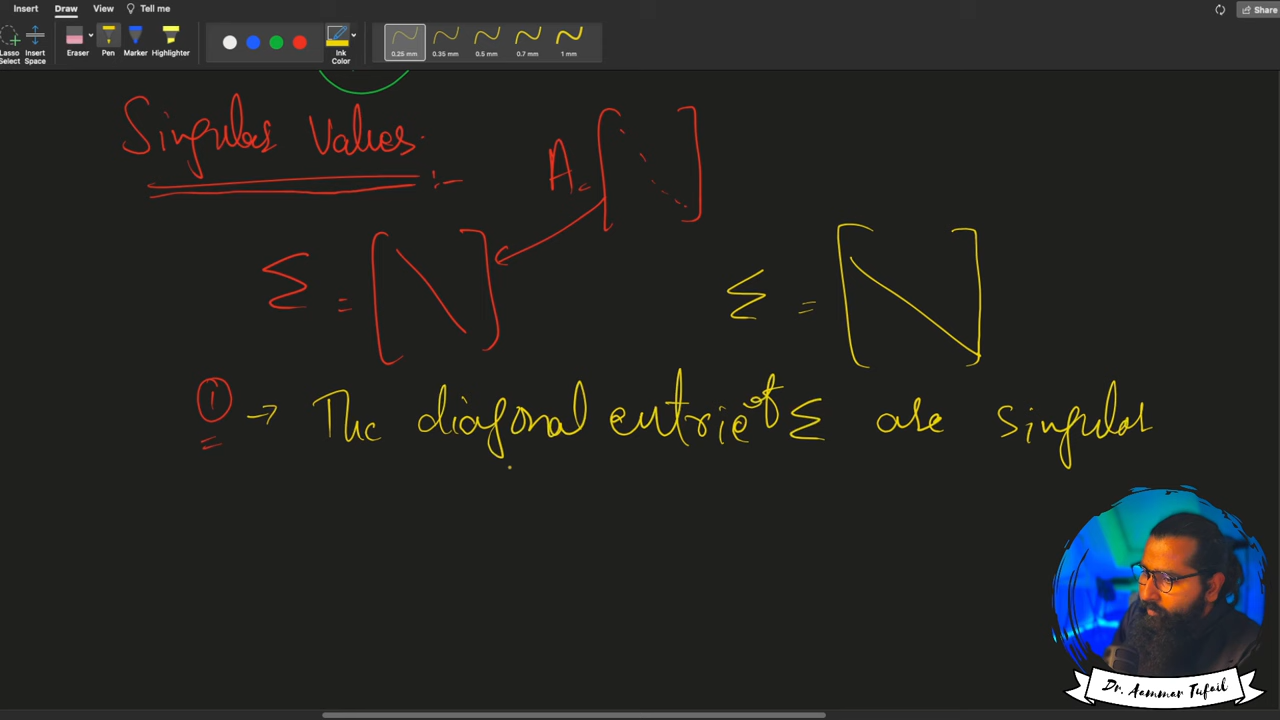 Insert Draw View Tell me
Share
Lasso Select Insert Space Eraser Pen Marker Highlighter Ink Color 0.25 mm 0.35 mm 0.5 mm 0.7 mm 1 mm
Singular Values :-
A = [ ]
Σ = [ ]
Σ = [ ]
① → The diagonal entrie of Σ are singular
Dr. Aammar Tufail